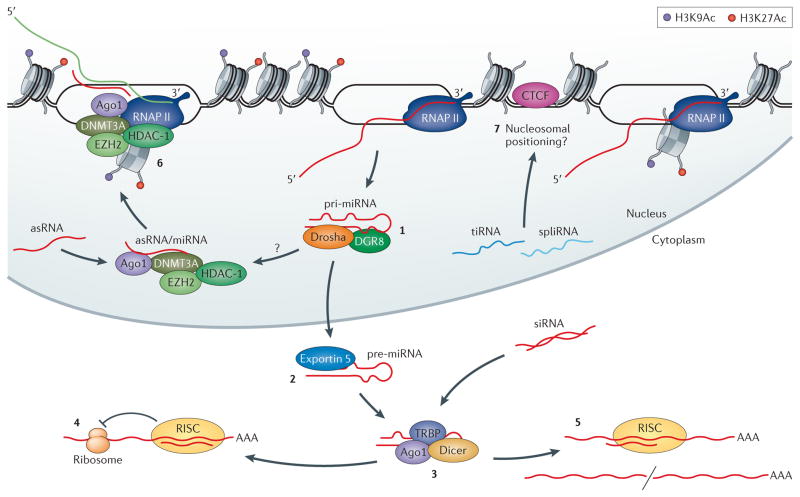 5′
H3K9Ac
H3K27Ac
3′
Ago1
RNAP II
DNMT3A
HDAC-1
EZH2
6
RNAP II
5′
CTCF
7 Nucleosomal
positioning?
3′
RNAP II
5′
pri-miRNA
1
Drosha
DGR8
?
asRNA
asRNA/miRNA
Ago1
DNMT3A
HDAC-1
EZH2
tiRNA
spliRNA
Nucleus
Cytoplasm
Exportin 5
pre-miRNA
2
siRNA
4
RISC
AAA
Ribosome
TRBP
Ago1
Dicer
3
5
RISC
AAA
AAA